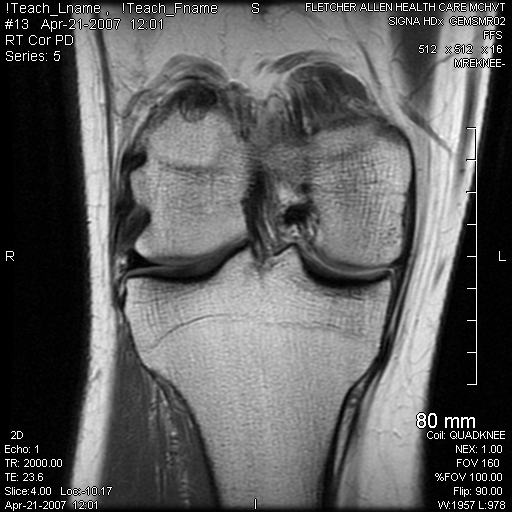 !Teach_Lname , !Teach_Fname
#13 Apr-21-2007 12:01
RT Cor PD
Series: 5
S
FLETCHER ALLEN HEALTH CARE MCHVT
SIGNA HDx GEMSMR02
FFS
512 x 512 x 16
MREKNEE-
R
L
80 mm
2D
Echo: 1
TR: 2000.00
TE: 23.6
Slice:4.00 Loc:-10.17
Apr-21-2007 12:01
I
Coil: QUADKNEE
NEX: 1.00
FOV 160
%FOV 100.00
Flip: 90.00
W:1957 L:978